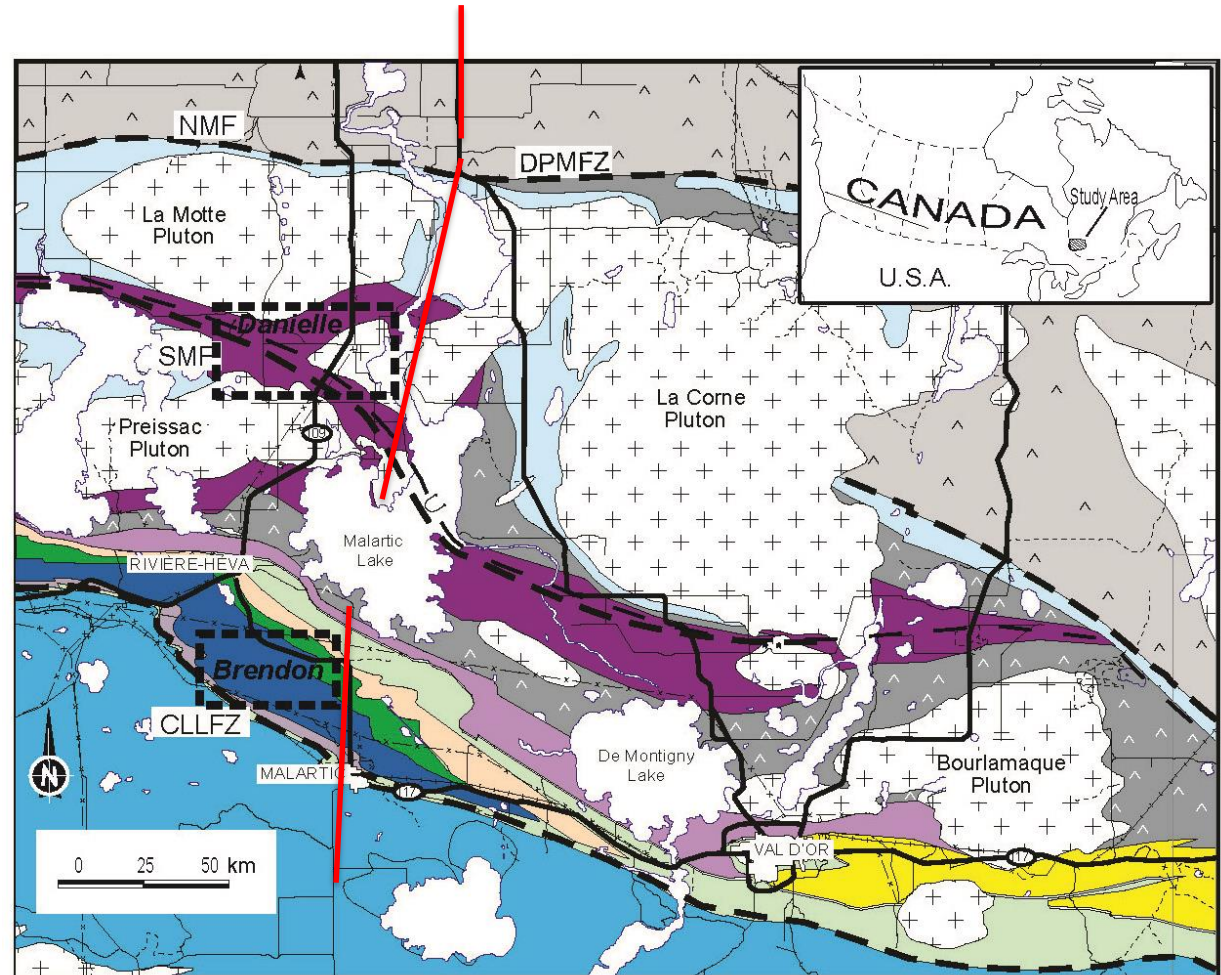 NMF
DPMFZ
CANADA
Study Area
U.S.A.
La Motte
Pluton
Danielle
SMF
La Corne
Pluton
Preissac
Pluton
109
Malartic
Lake
RIVIÈRE-HÉVA
Brendon
CLLFZ
De Montigny
Lake
Bourlamaque
Pluton
MALARTIC
117
N
VAL D'OR
117
0 25 50 km